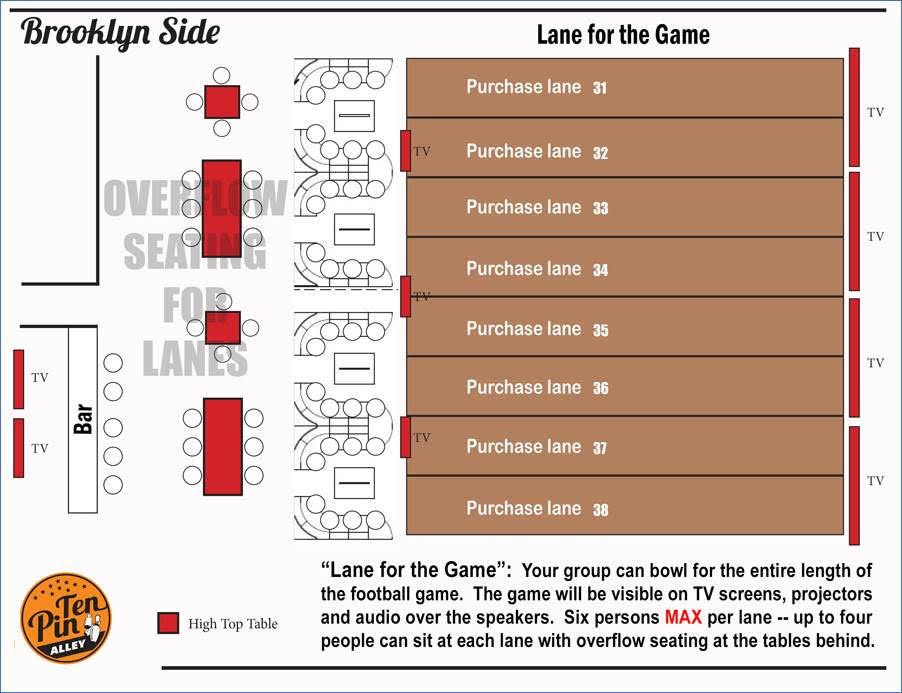 Brooklyn Side
Lane for the Game
Purchase lane 31
TV
TV
Purchase lane 32
OVERFLOW
SEATING
FOR
LANES
Purchase lane 33
TV
Purchase lane 34
TV
Purchase lane 35
TV
TV
Purchase lane 36
Bar
TV
TV
Purchase lane 37
Purchase lane 38
TV
“Lane for the Game”: Your group can bowl for the entire length of
the football game. The game will be visible on TV screens, projectors
and audio over the speakers. Six persons MAX per lane -- up to four
people can sit at each lane with overflow seating at the tables behind.
Ten
Pin
ALLEY
High Top Table